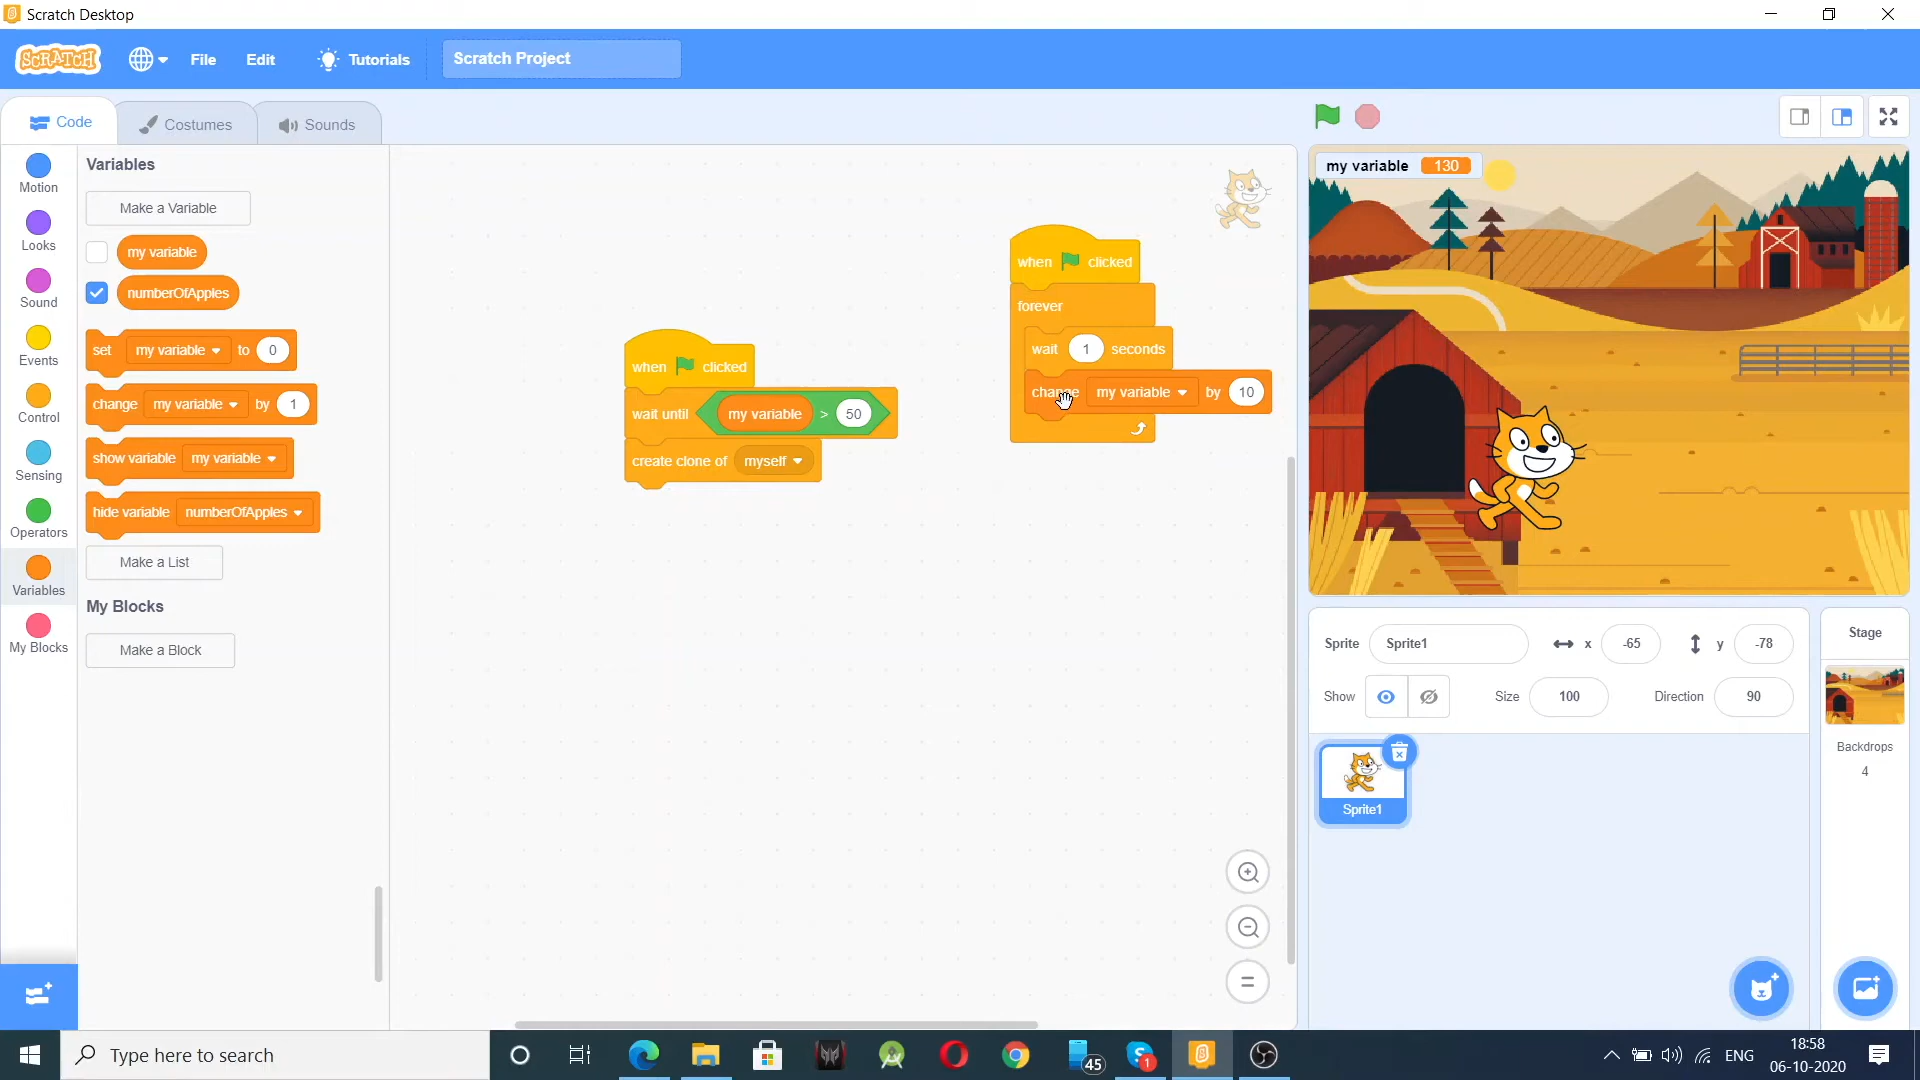 Scratch Desktop
SCRATCH
File
Edit
Tutorials
Scratch Project
Code
Costumes
Sounds
Motion
Looks
Sound
Events
Control
Sensing
Operators
Variables
My Blocks
Variables
Make a Variable
my variable
numberOfApples
set my variable to 0
change my variable by 1
show variable my variable
hide variable numberOfApples
Make a List
My Blocks
Make a Block
when clicked
wait until my variable > 50
create clone of myself
when clicked
forever
wait 1 seconds
change my variable by 10
my variable 130
Sprite Sprite1 x -65 y -78
Show Size 100 Direction 90
Sprite1
Stage
Backdrops
4
Type here to search
45
1
ENG
18:58
06-10-2020